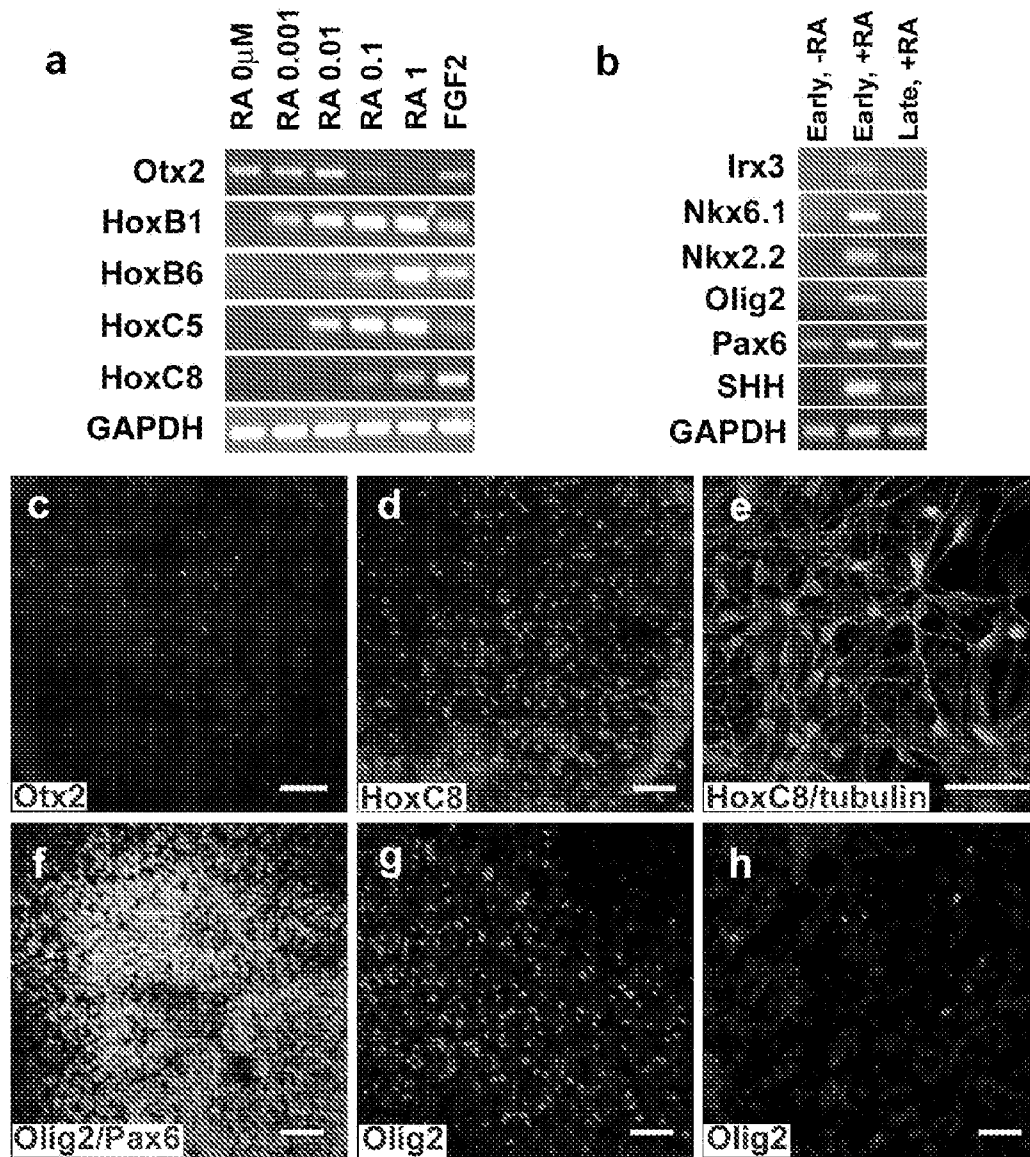 a
RA 0μM
RA 0.001
RA 0.01
RA 0.1
RA 1
FGF2
Otx2
HoxB1
HoxB6
HoxC5
HoxC8
GAPDH
b
Early, -RA
Early, +RA
Late, +RA
Irx3
Nkx6.1
Nkx2.2
Olig2
Pax6
SHH
GAPDH
c
Otx2
d
HoxC8
e
HoxC8/tubulin
f
Olig2/Pax6
g
Olig2
h
Olig2